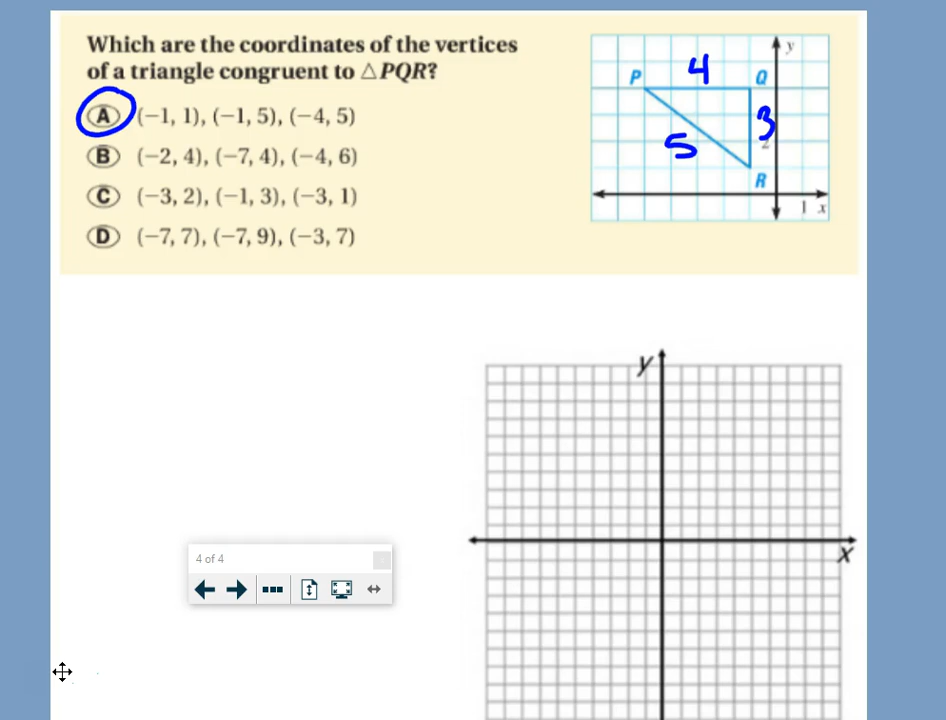 Which are the coordinates of the vertices
of a triangle congruent to △PQR?
A (−1, 1), (−1, 5), (−4, 5)
B (−2, 4), (−7, 4), (−4, 6)
C (−3, 2), (−1, 3), (−3, 1)
D (−7, 7), (−7, 9), (−3, 7)
y
P 4 Q
3
5 2
R
1 x
y
x
4 of 4